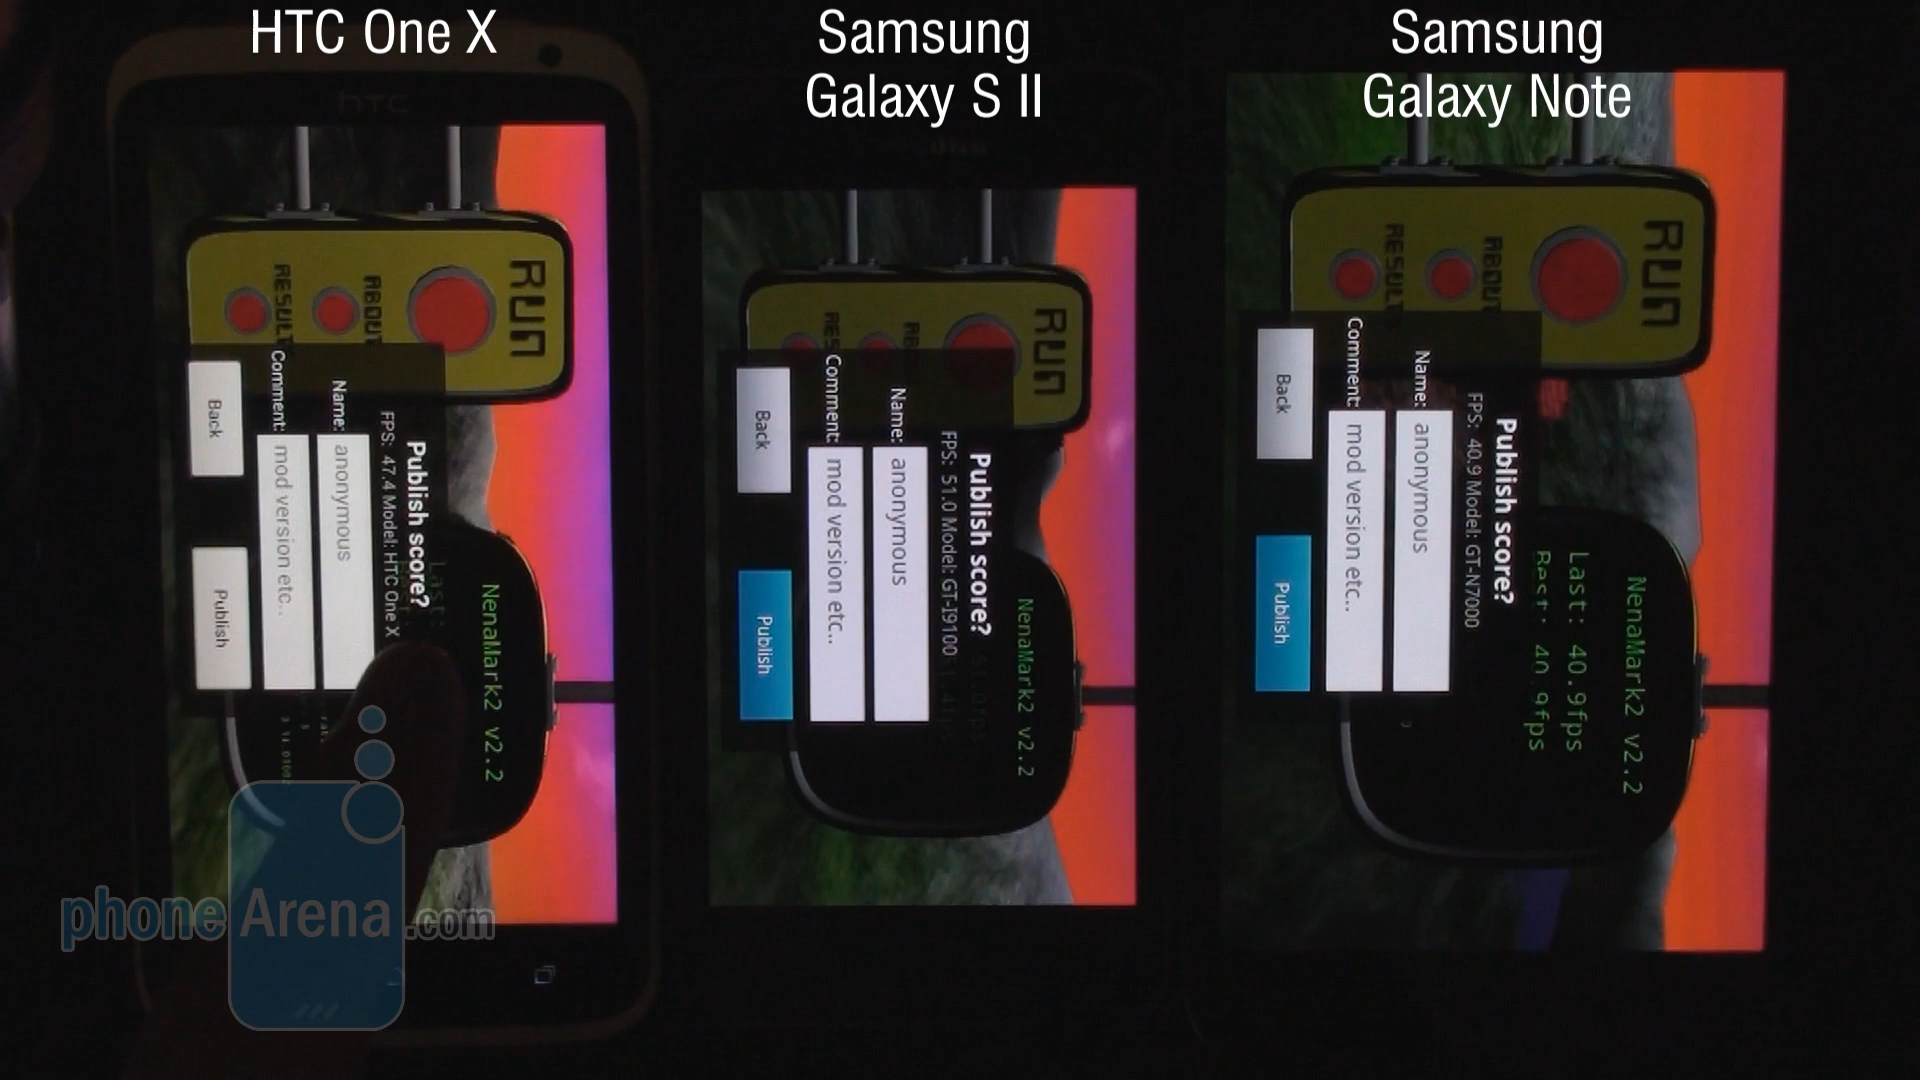 HTC One X
Samsung
Galaxy S II
Samsung
Galaxy Note
hTC
RUN
ABOUT
RESULT
Publish score?
FPS: 47.4 Model: HTC One X
Name: anonymous
Comment: mod version etc..
Back
Publish
NenaMark2 v2.2
Last:
RUN
Publish score?
FPS: 51.0 Model: GT-I9100
Name: anonymous
Comment: mod version etc..
Back
Publish
NenaMark2 v2.2
RUN
ABOUT
RESULT
Publish score?
FPS: 40.9 Model: GT-N7000
Name: anonymous
Comment: mod version etc..
Back
Publish
NenaMark2 v2.2
Last: 40.9fps
Best: 40.9fps
phoneArena.com